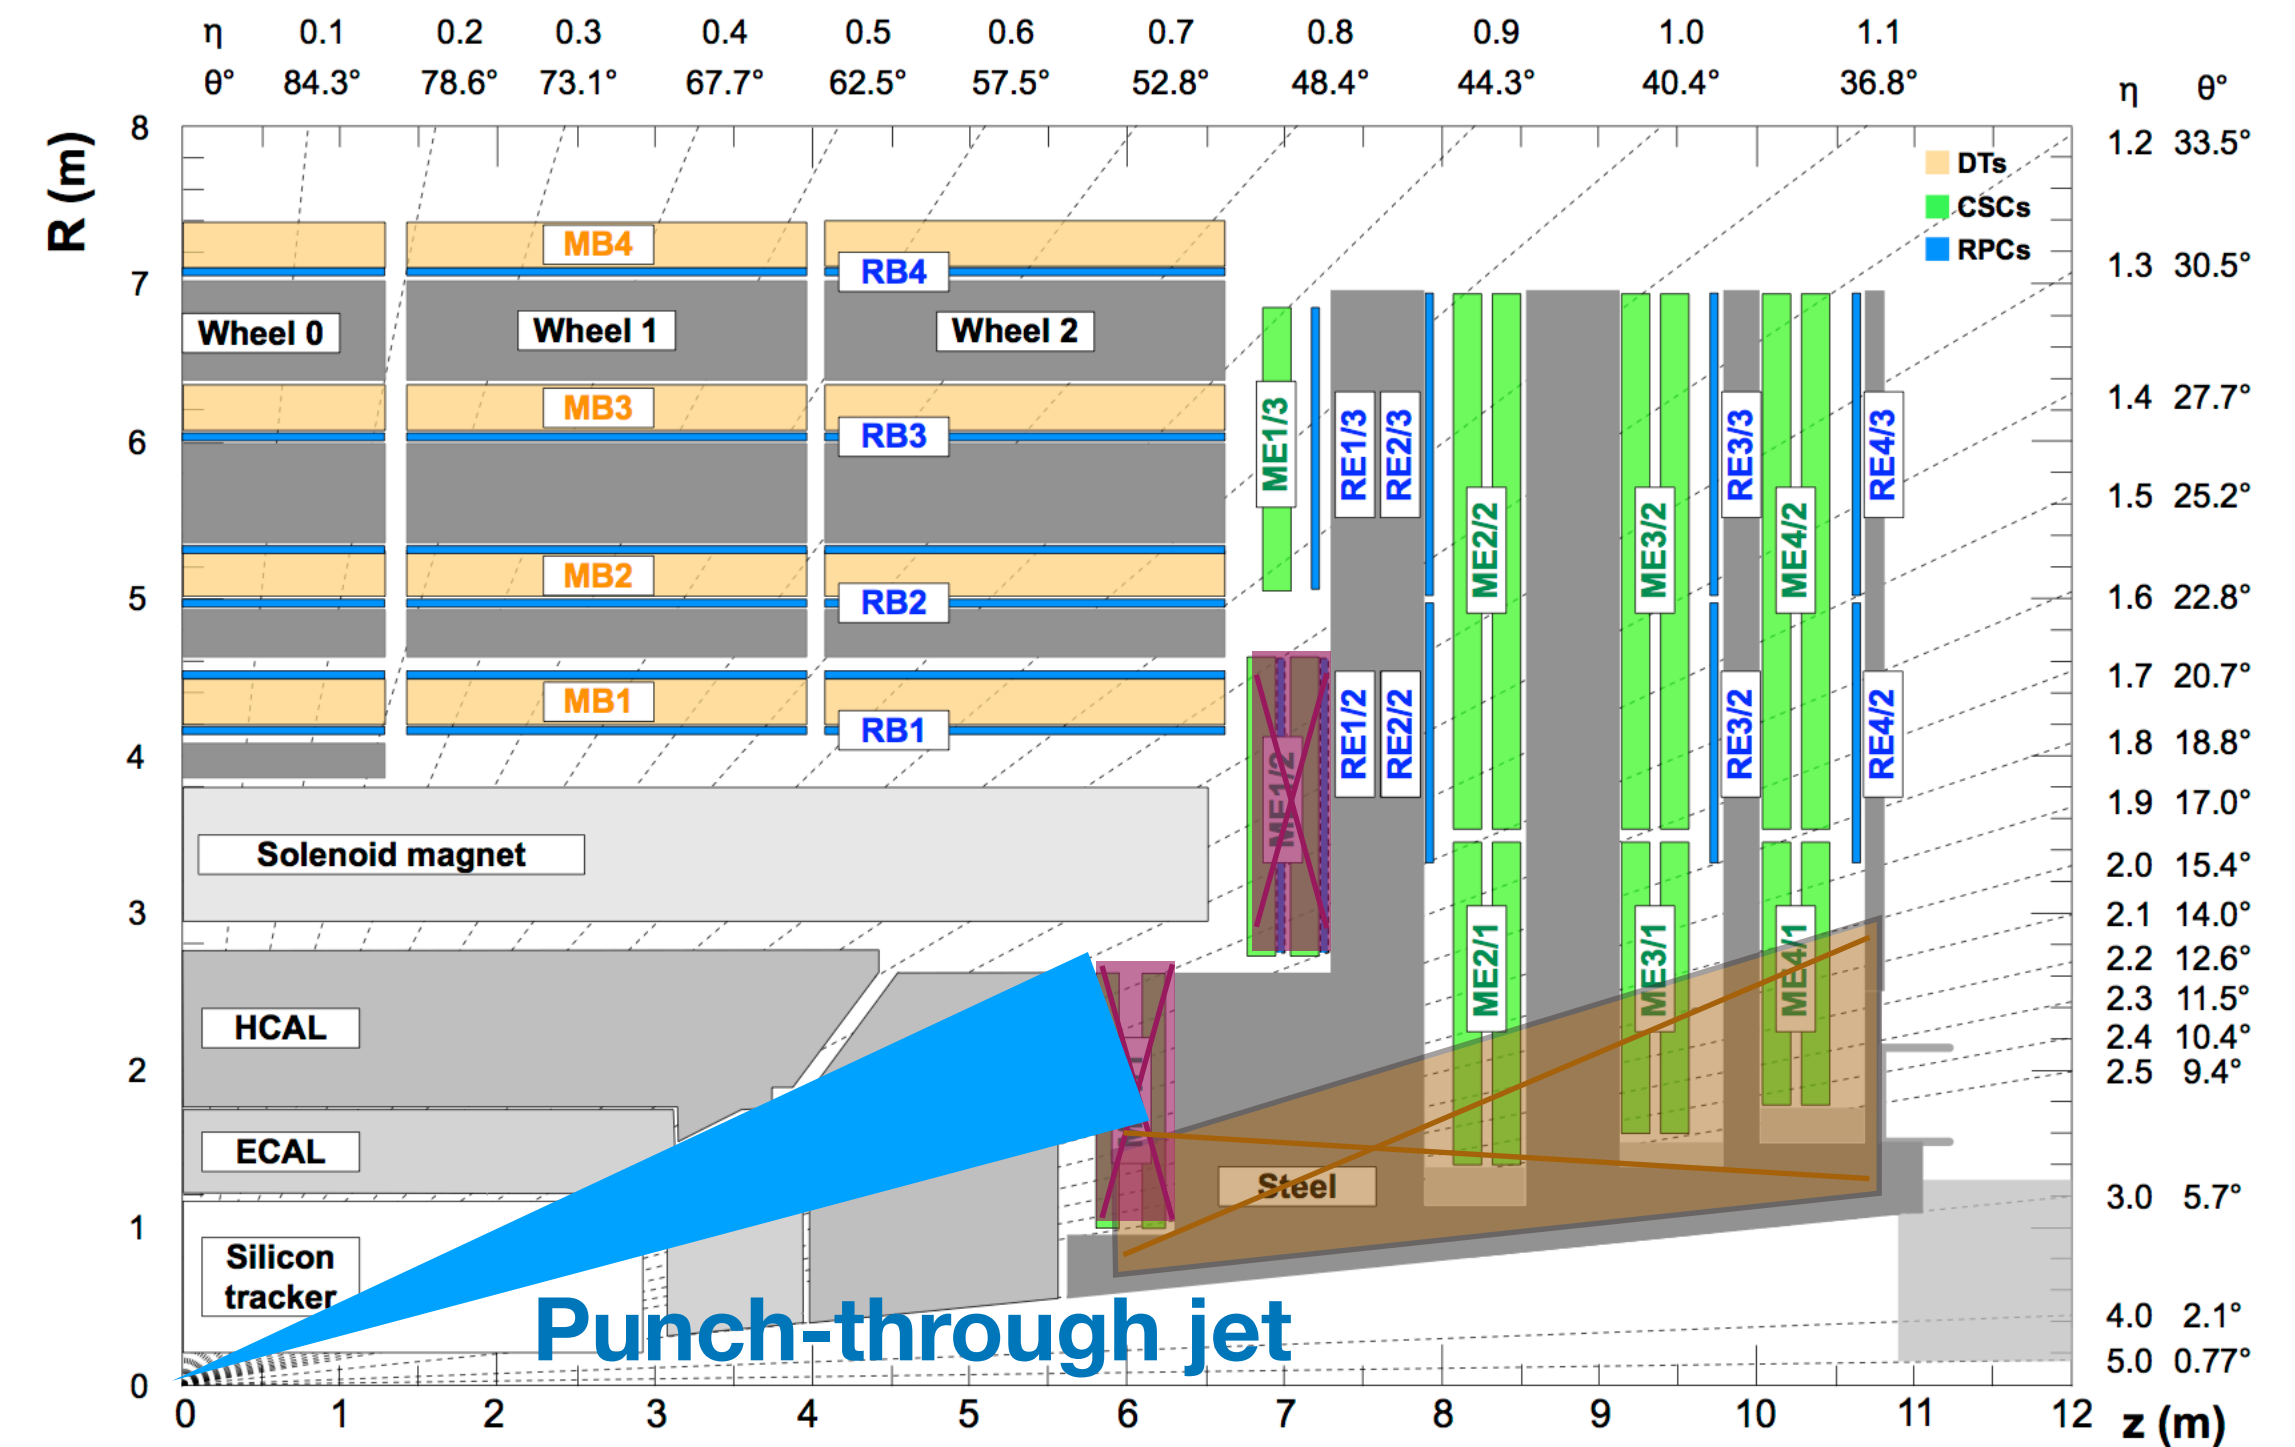 η 0.1 0.2 0.3 0.4 0.5 0.6 0.7 0.8 0.9 1.0 1.1
θ° 84.3° 78.6° 73.1° 67.7° 62.5° 57.5° 52.8° 48.4° 44.3° 40.4° 36.8°
η θ°
1.2 33.5°
1.3 30.5°
1.4 27.7°
1.5 25.2°
1.6 22.8°
1.7 20.7°
1.8 18.8°
1.9 17.0°
2.0 15.4°
2.1 14.0°
2.2 12.6°
2.3 11.5°
2.4 10.4°
2.5 9.4°
3.0 5.7°
4.0 2.1°
5.0 0.77°
R (m)
8
7
6
5
4
3
2
1
0
DTs
CSCs
RPCs
MB4
RB4
Wheel 0
Wheel 1
Wheel 2
MB3
RB3
MB2
RB2
MB1
RB1
Solenoid magnet
HCAL
ECAL
Silicon
tracker
ME1/3
RE1/3
RE2/3
ME2/2
ME3/2
RE3/3
ME4/2
RE4/3
ME1/2
RE1/2
RE2/2
RE3/2
RE4/2
ME2/1
ME3/1
ME4/1
Steel
Punch-through jet
0 1 2 3 4 5 6 7 8 9 10 11 12
z (m)